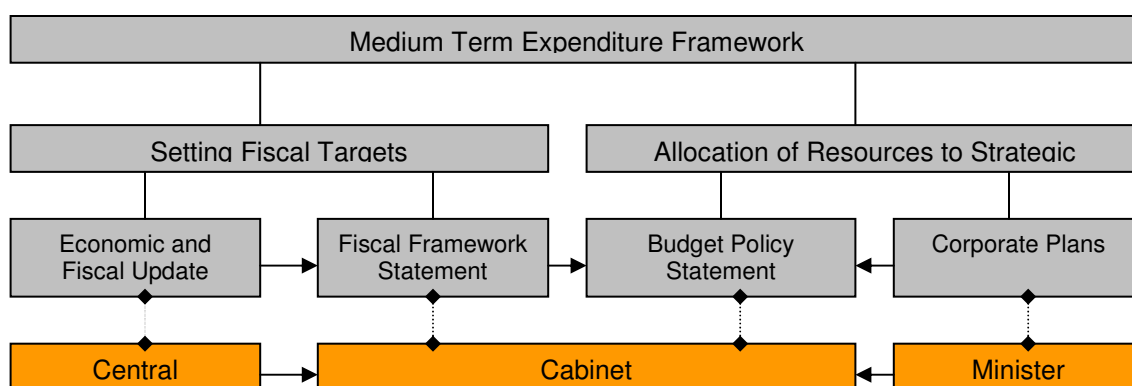 Medium Term Expenditure Framework
Setting Fiscal Targets
Allocation of Resources to Strategic
Economic and
Fiscal Update
Fiscal Framework
Statement
Budget Policy
Statement
Corporate Plans
Central
Cabinet
Minister